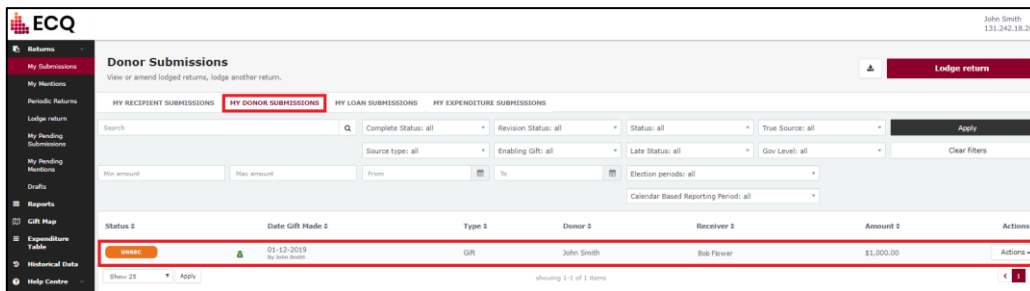 ECQ
John Smith
131.242.18.2
Returns
My Submissions
My Mentions
Periodic Returns
Lodge return
My Pending
Submissions
My Pending
Mentions
Drafts
Reports
Gift Map
Expenditure
Table
Historical Data
Help Centre
Donor Submissions
View or amend lodged returns, lodge another return.
Lodge return
MY RECIPIENT SUBMISSIONS MY DONOR SUBMISSIONS MY LOAN SUBMISSIONS MY EXPENDITURE SUBMISSIONS
Search Complete Status: all Revision Status: all Status: all True Source: all Apply
Source type: all Enabling Gift: all Late Status: all Gov Level: all Clear filters
Min amount Max amount From To Election periods: all
Calendar Based Reporting Period: all
Status Date Gift Made Type Donor Receiver Amount Actions
UNREC 01-12-2019 Gift John Smith Bob Flower $1,000.00 Actions
By John Smith
Show 25 Apply showing 1-1 of 1 items 1